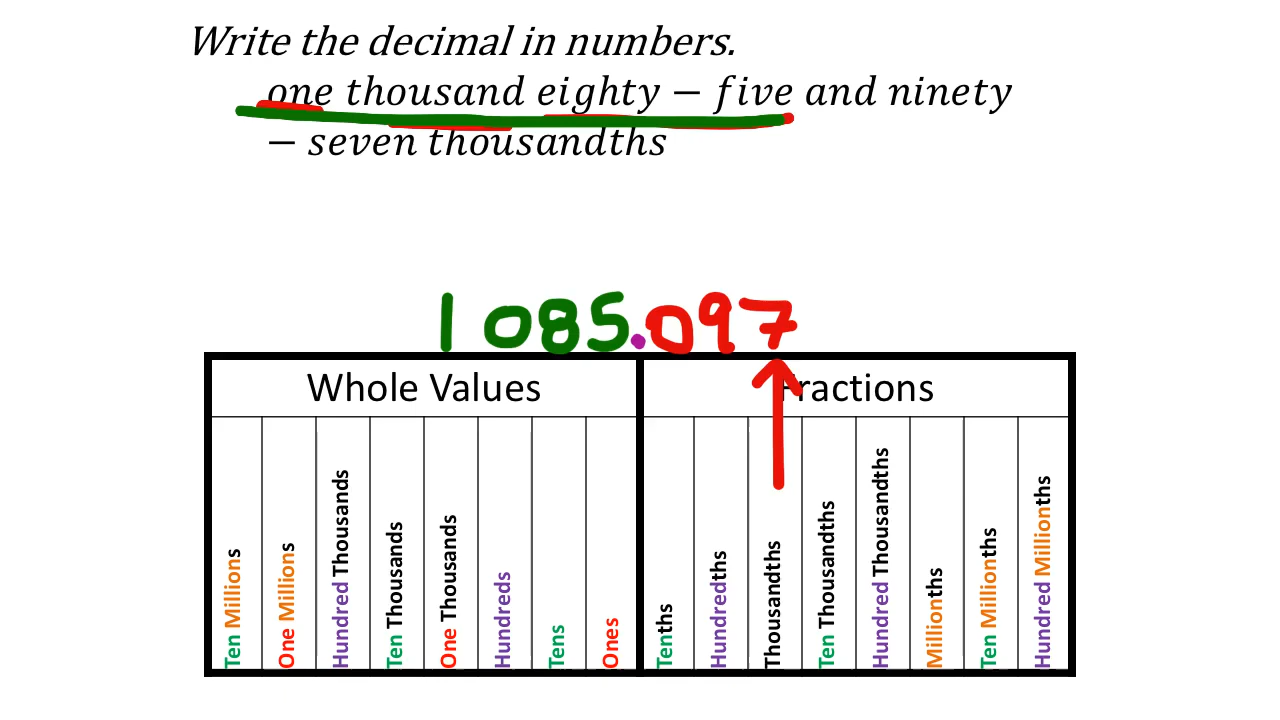 Write the decimal in numbers.
one thousand eighty − five and ninety
− seven thousandths
1 085.097
Whole Values
Fractions
Ten Millions
One Millions
Hundred Thousands
Ten Thousands
One Thousands
Hundreds
Tens
Ones
Tenths
Hundredths
Thousandths
Ten Thousandths
Hundred Thousandths
Millionths
Ten Millionths
Hundred Millionths